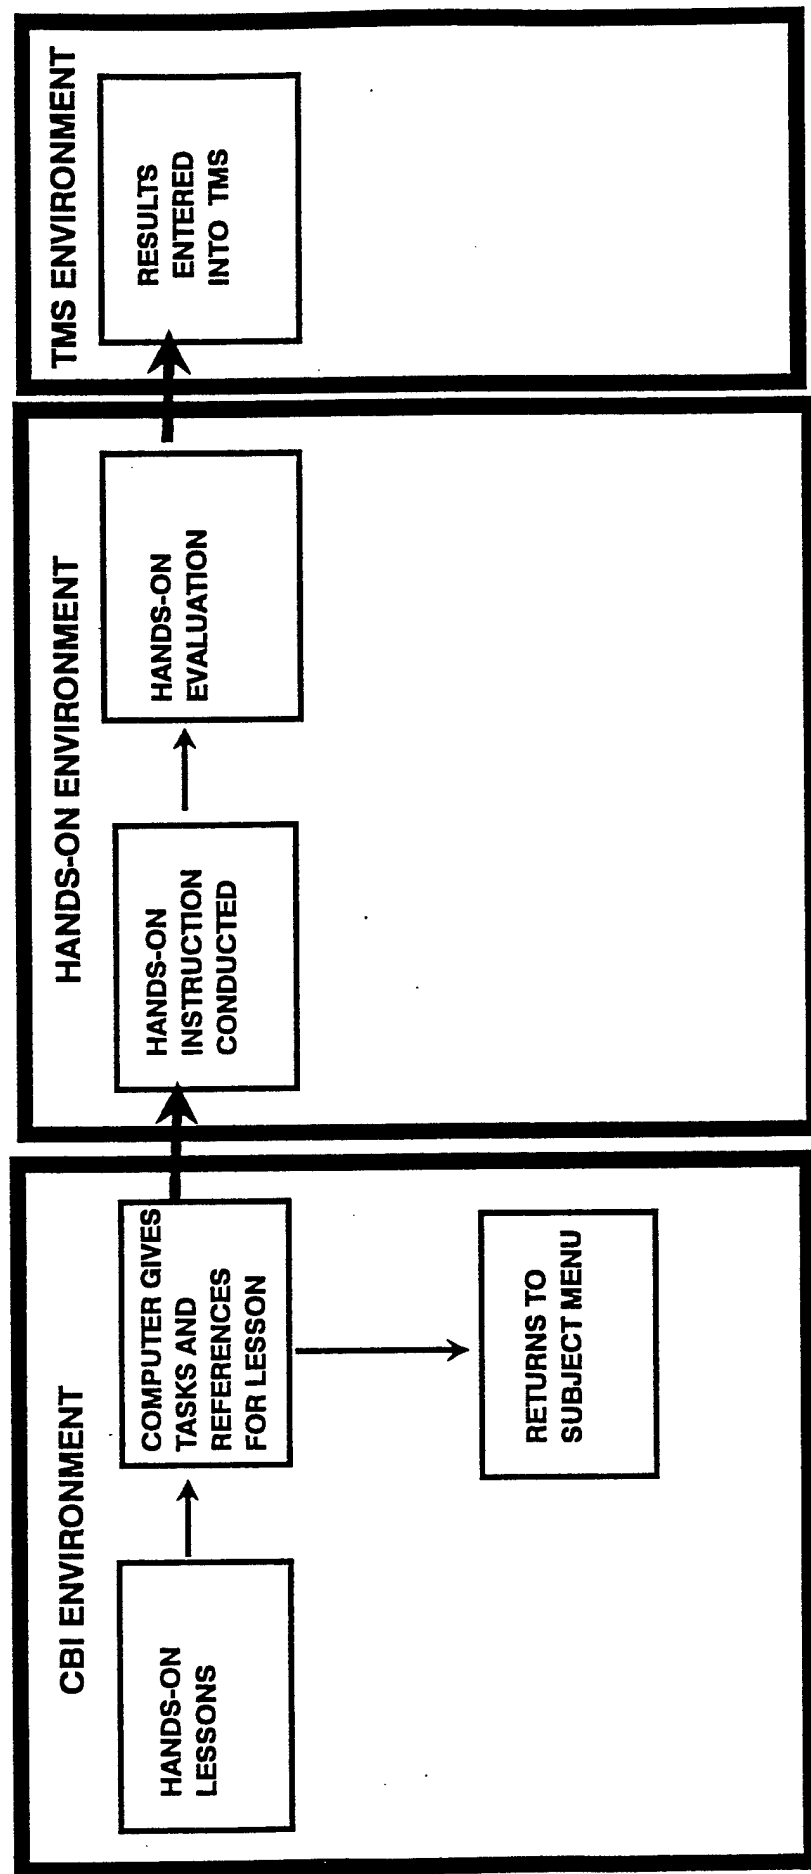 CBI ENVIRONMENT
HANDS-ON
LESSONS
COMPUTER GIVES
TASKS AND
REFERENCES
FOR LESSON
RETURNS TO
SUBJECT MENU
HANDS-ON ENVIRONMENT
HANDS-ON
INSTRUCTION
CONDUCTED
HANDS-ON
EVALUATION
TMS ENVIRONMENT
RESULTS
ENTERED
INTO TMS